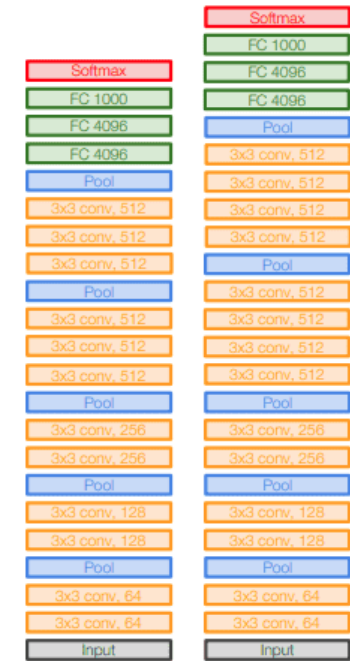 Softmax
FC 1000
FC 4096
FC 4096
Pool
3x3 conv, 512
3x3 conv, 512
3x3 conv, 512
Pool
3x3 conv, 512
3x3 conv, 512
3x3 conv, 512
Pool
3x3 conv, 256
3x3 conv, 256
Pool
3x3 conv, 128
3x3 conv, 128
Pool
3x3 conv, 64
3x3 conv, 64
Input
Softmax
FC 1000
FC 4096
FC 4096
Pool
3x3 conv, 512
3x3 conv, 512
3x3 conv, 512
3x3 conv, 512
Pool
3x3 conv, 512
3x3 conv, 512
3x3 conv, 512
3x3 conv, 512
Pool
3x3 conv, 256
3x3 conv, 256
Pool
3x3 conv, 128
3x3 conv, 128
Pool
3x3 conv, 64
3x3 conv, 64
Input